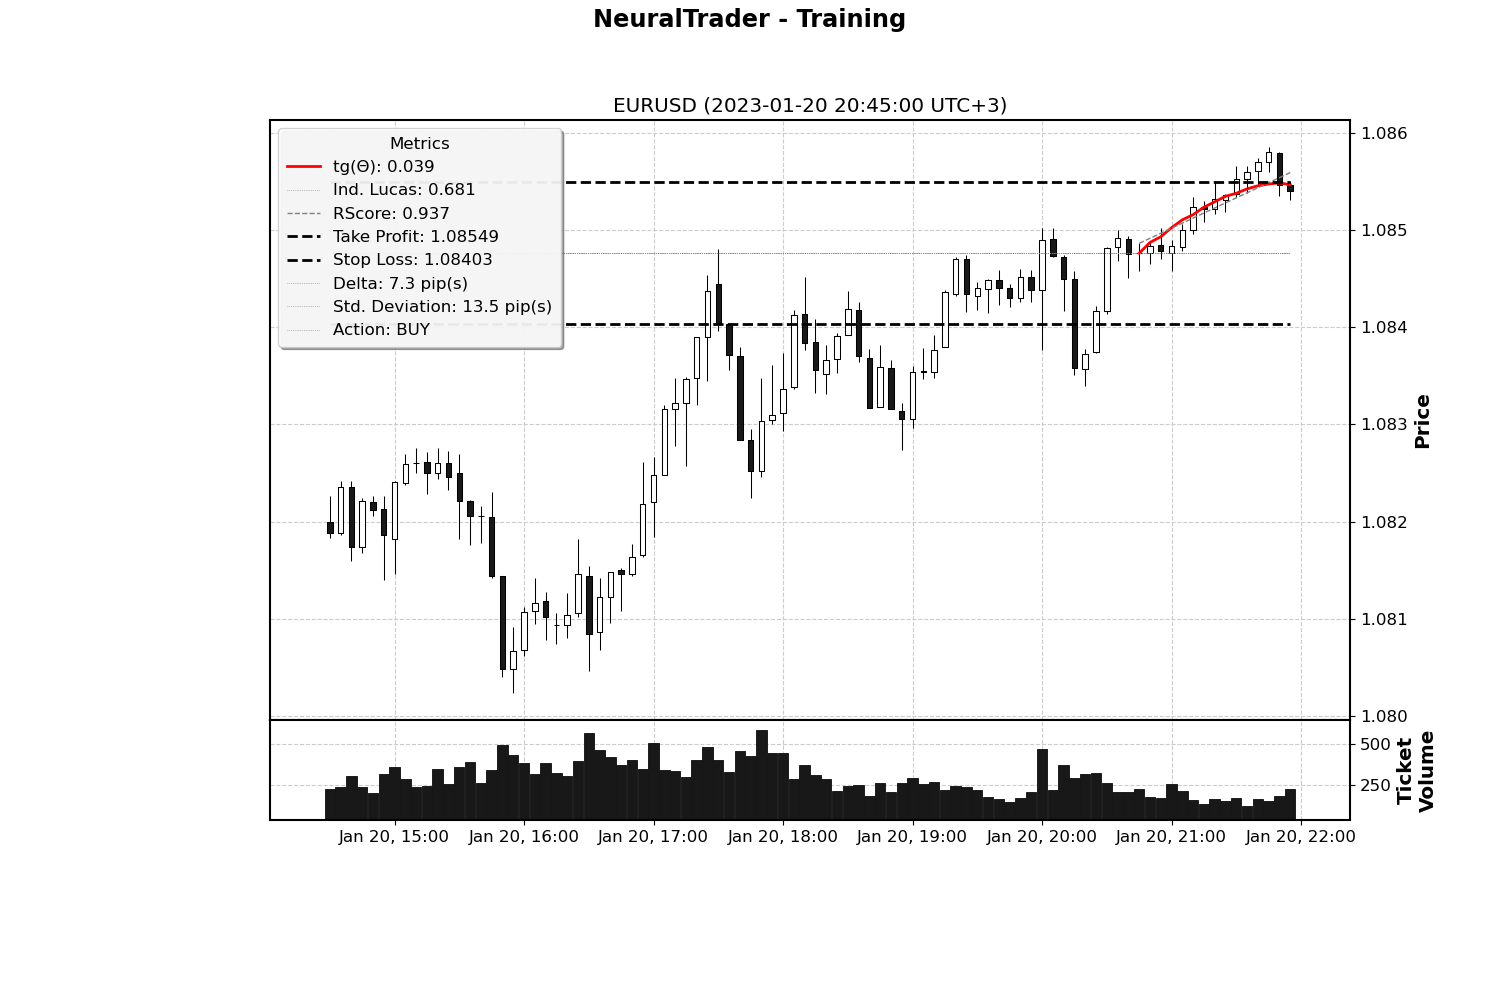 NeuralTrader - Training
EURUSD (2023-01-20 20:45:00 UTC+3)
Metrics
tg(Θ): 0.039
Ind. Lucas: 0.681
RScore: 0.937
Take Profit: 1.08549
Stop Loss: 1.08403
Delta: 7.3 pip(s)
Std. Deviation: 13.5 pip(s)
Action: BUY
1.086
1.085
1.084
1.083
1.082
1.081
1.080
Price
500
250
Ticket
Volume
Jan 20, 15:00
Jan 20, 16:00
Jan 20, 17:00
Jan 20, 18:00
Jan 20, 19:00
Jan 20, 20:00
Jan 20, 21:00
Jan 20, 22:00